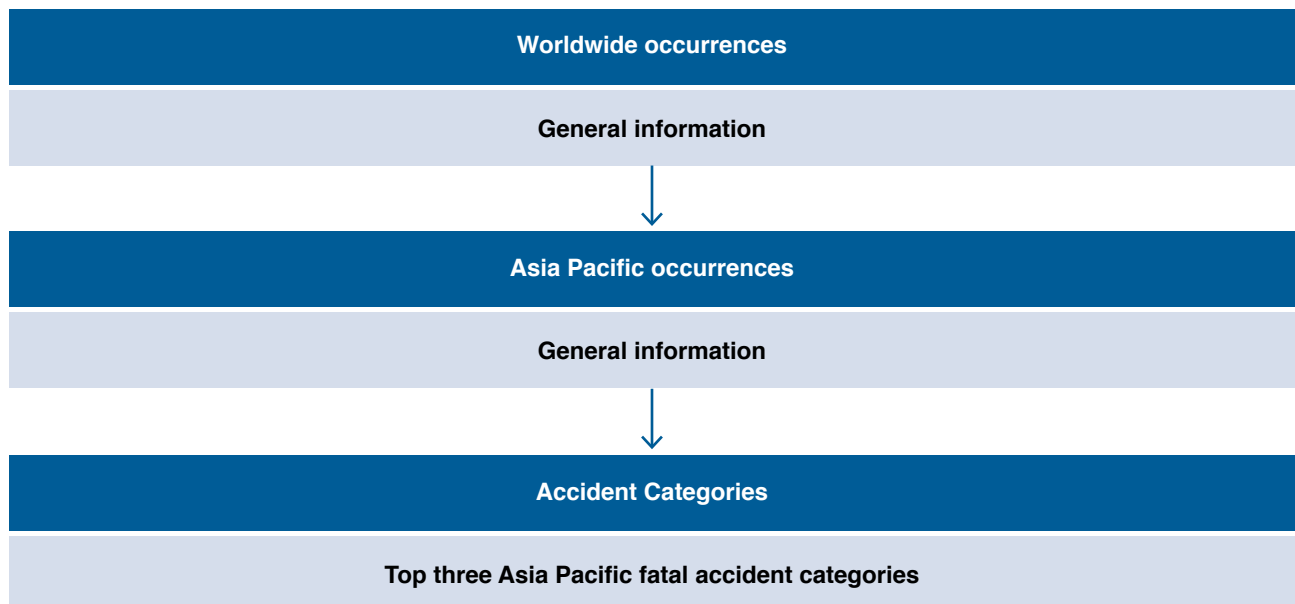 Worldwide occurrences
General information
Asia Pacific occurrences
General information
Accident Categories
Top three Asia Pacific fatal accident categories